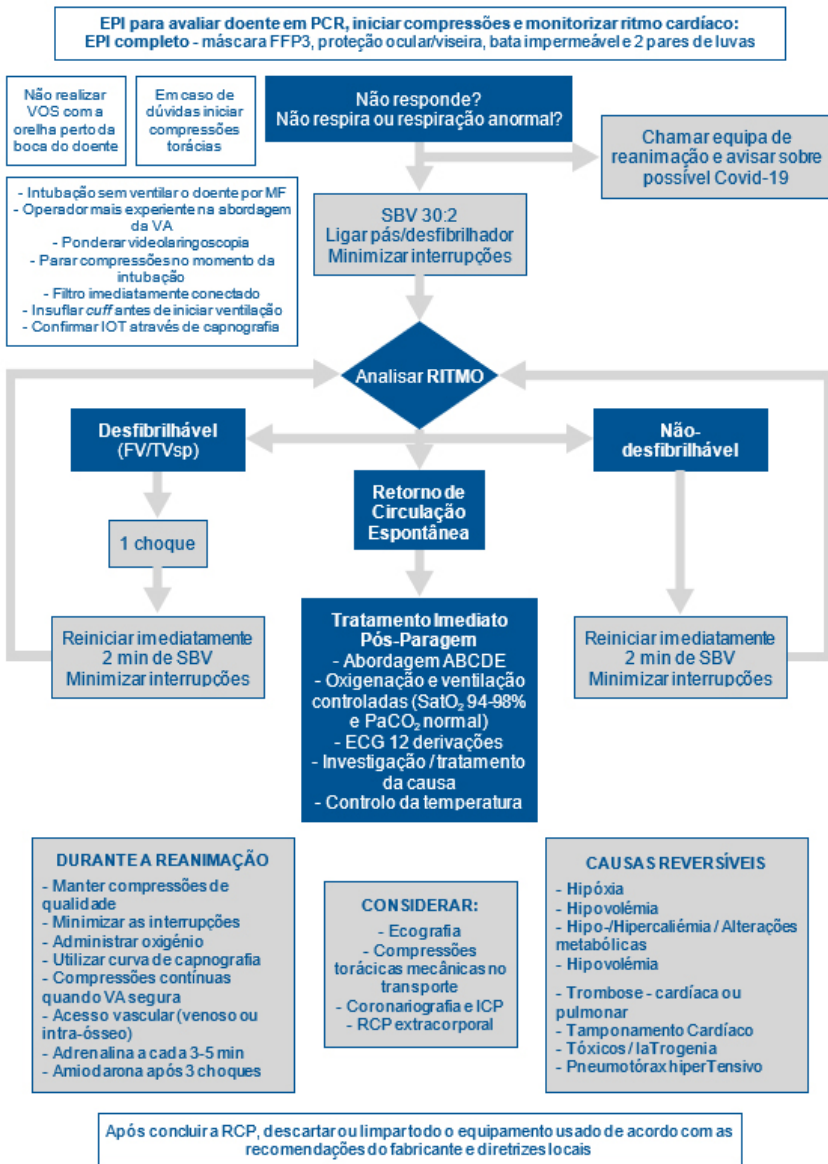 EPI para avaliar doente em PCR, iniciar compressões e monitorizar ritmo cardíaco:
EPI completo - máscara FFP3, proteção ocular/viseira, bata impermeável e 2 pares de luvas
Não realizar
VOS com a
orelha perto da
boca do doente
Em caso de
dúvidas iniciar
compressões
torácias
Não responde?
Não respira ou respiração anormal?
Chamar equipa de
reanimação e avisar sobre
possível Covid-19
- Intubação sem ventilar o doente por MF
- Operador mais experiente na abordagem
da VA
- Ponderar videolaringoscopia
- Parar compressões no momento da
intubação
- Filtro imediatamente conectado
- Insuflar cuff antes de iniciar ventilação
- Confirmar IOT através de capnografia
SBV 30:2
Ligar pás/desfibrilhador
Minimizar interrupções
Analisar RITMO
Desfibrilhável
(FV/TVsp)
Não-
desfibrilhável
Retorno de
Circulação
Espontânea
1 choque
Reiniciar imediatamente
2 min de SBV
Minimizar interrupções
Tratamento Imediato
Pós-Paragem
- Abordagem ABCDE
- Oxigenação e ventilação
controladas (SatO₂ 94-98%
e PaCO₂ normal)
- ECG 12 derivações
- Investigação / tratamento
da causa
- Controlo da temperatura
Reiniciar imediatamente
2 min de SBV
Minimizar interrupções
DURANTE A REANIMAÇÃO
- Manter compressões de
qualidade
- Minimizar as interrupções
- Administrar oxigénio
- Utilizar curva de capnografia
- Compressões contínuas
quando VA segura
- Acesso vascular (venoso ou
intra-ósseo)
- Adrenalina a cada 3-5 min
- Amiodarona após 3 choques
CONSIDERAR:
- Ecografia
- Compressões
torácicas mecânicas no
transporte
- Coronariografia e ICP
- RCP extracorporal
CAUSAS REVERSÍVEIS
- Hipóxia
- Hipovolémia
- Hipo-/Hipercaliémia / Alterações
metabólicas
- Hipovolémia
- Trombose - cardíaca ou
pulmonar
- Tamponamento Cardíaco
- Tóxicos / IaTrogenia
- Pneumotórax hiperTensivo
Após concluir a RCP, descartar ou limpar todo o equipamento usado de acordo com as
recomendações do fabricante e diretrizes locais